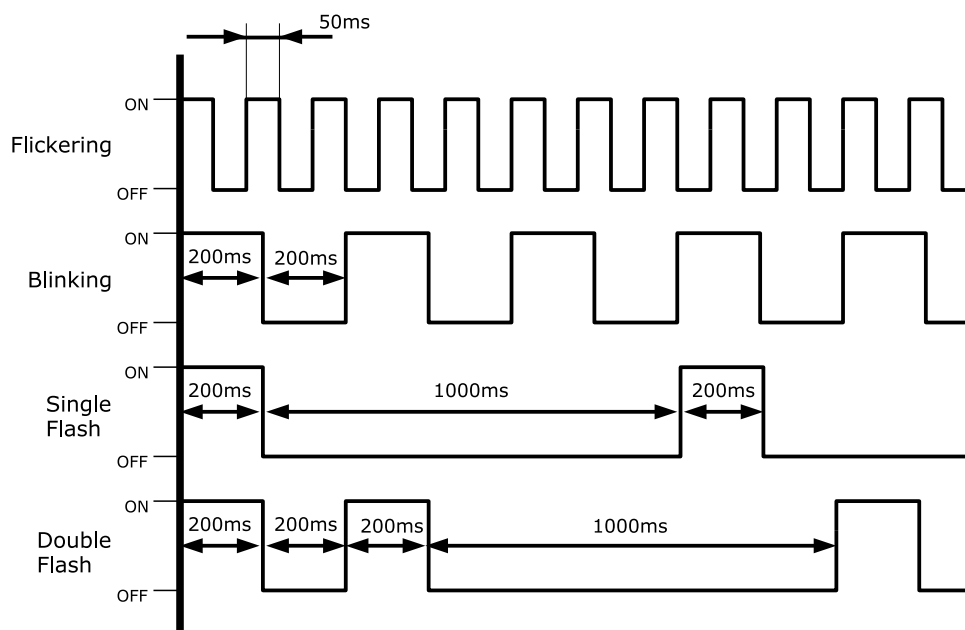 50ms
ON
Flickering
OFF
ON
200ms 200ms
Blinking
OFF
ON
200ms 1000ms 200ms
Single
Flash
OFF
ON
200ms 200ms 200ms 1000ms
Double
Flash
OFF